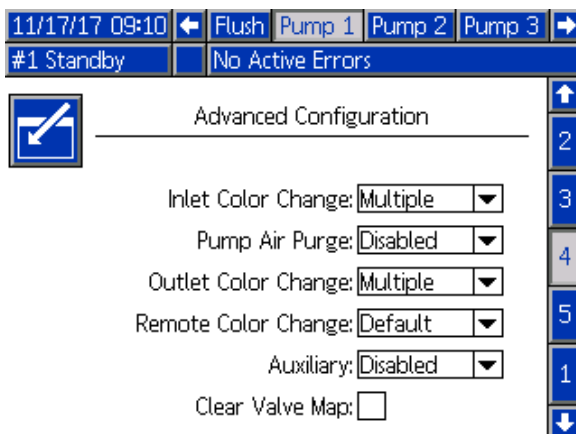 11/17/17 09:10 Flush Pump 1 Pump 2 Pump 3
#1 Standby No Active Errors
Advanced Configuration
2
3
4
5
1
Inlet Color Change: Multiple
Pump Air Purge: Disabled
Outlet Color Change: Multiple
Remote Color Change: Default
Auxiliary: Disabled
Clear Valve Map: